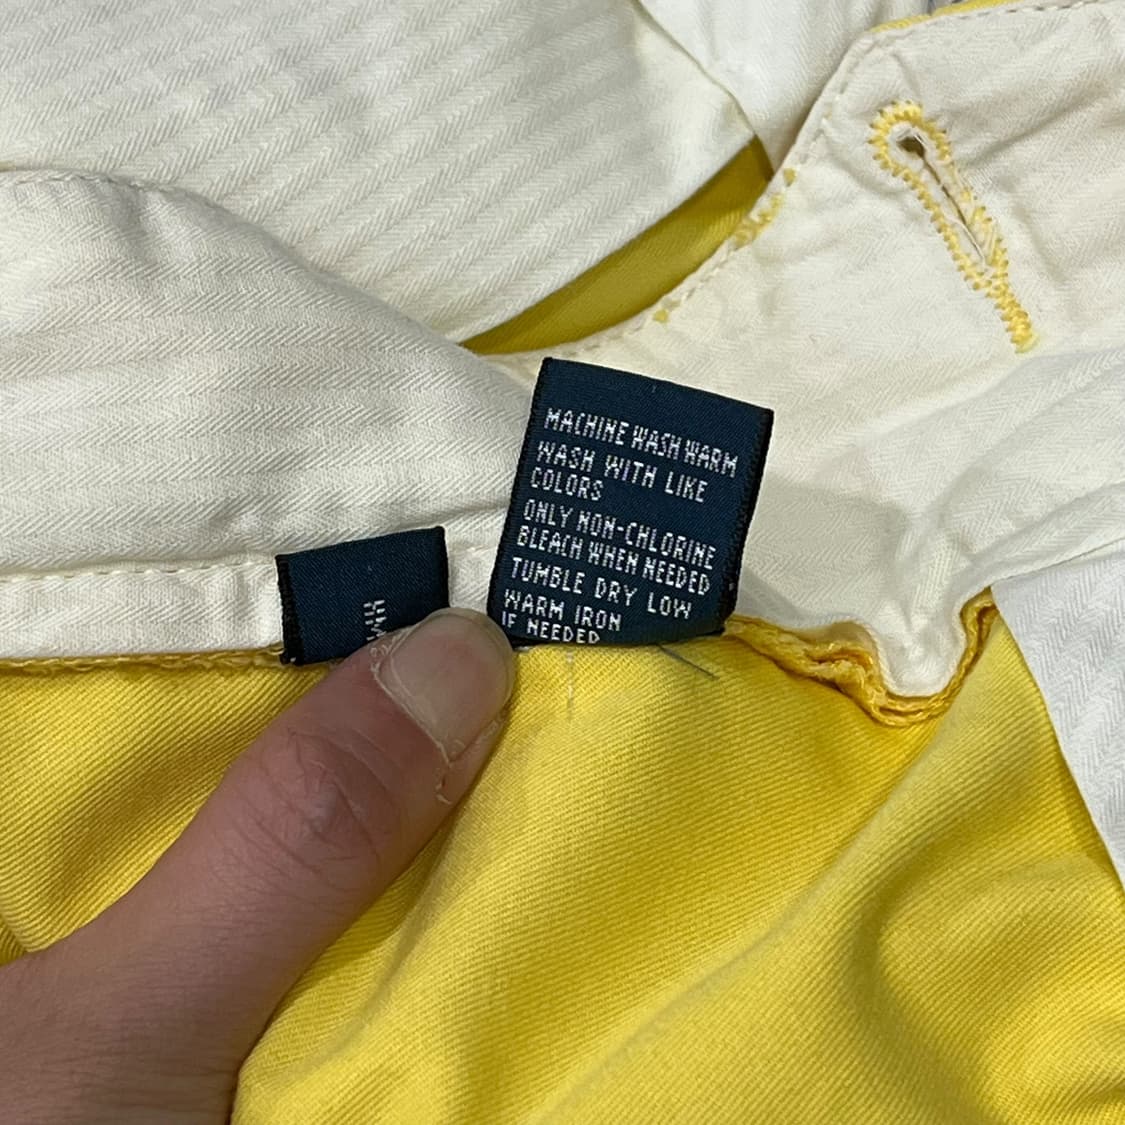 MACHINE WASH WARM
WASH WITH LIKE
COLORS
ONLY NON-CHLORINE
BLEACH WHEN NEEDED
TUMBLE DRY LOW
WARM IRON
IF NEEDED